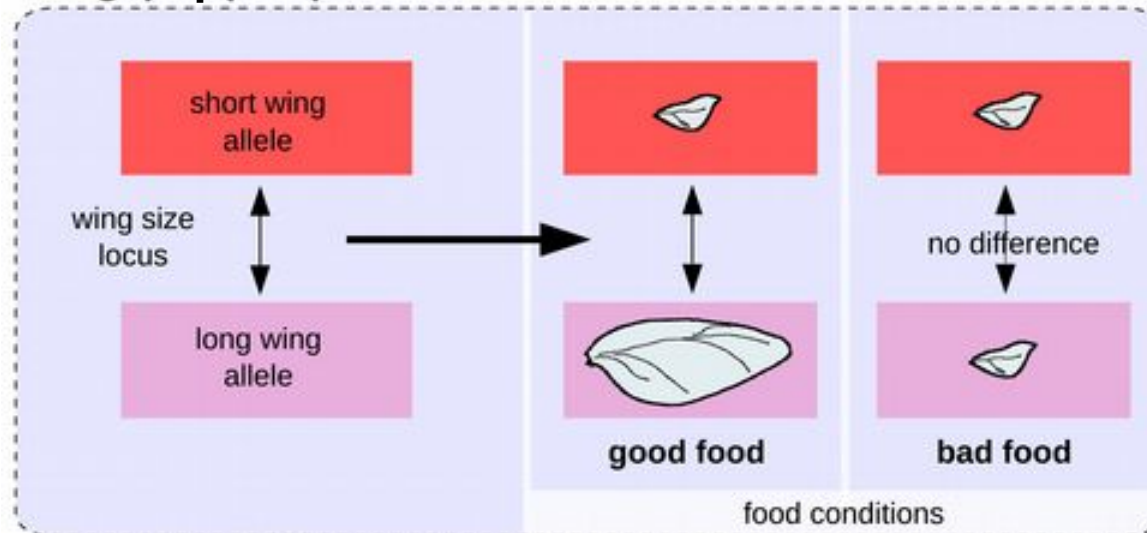 short wing
allele
wing size
locus
long wing
allele
no difference
good food
bad food
food conditions